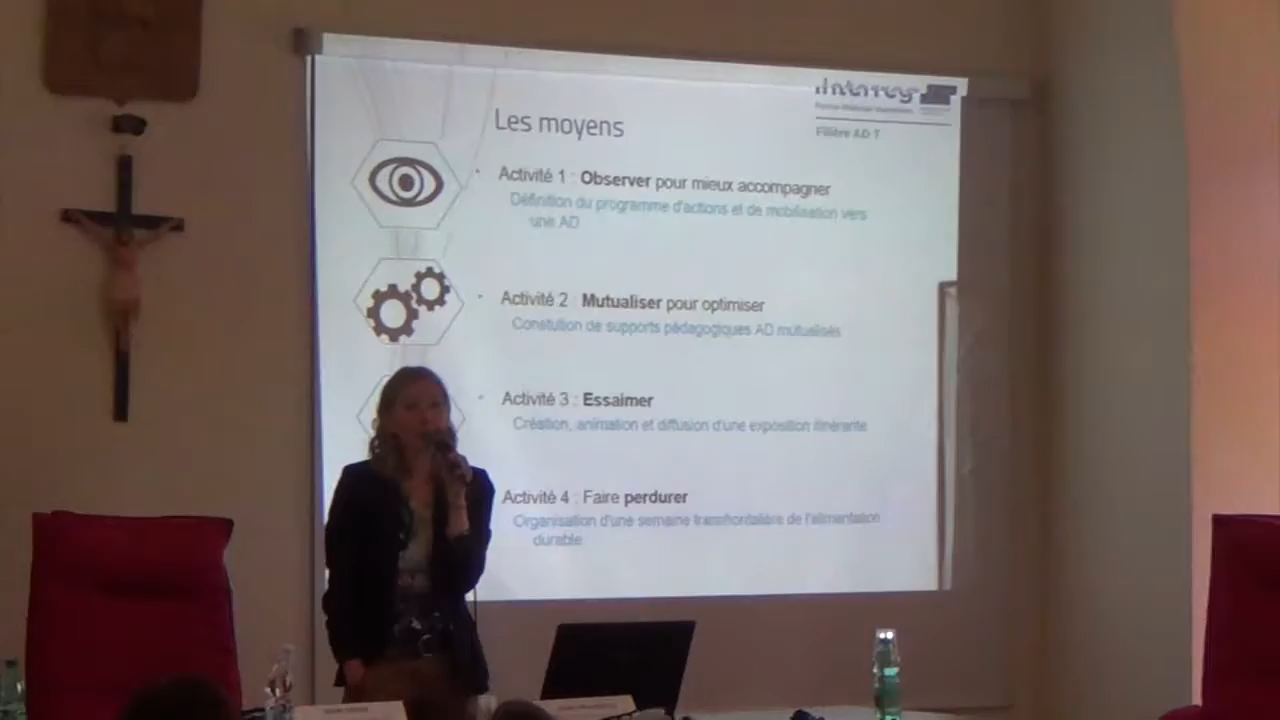 Interreg
Filière AD-T
Les moyens
Activité 1 : Observer pour mieux accompagner
Définition du programme d'actions et de mobilisation vers
une AD
Activité 2 : Mutualiser pour optimiser
Constution de supports pédagogiques AD mutualisés
Activité 3 : Essaimer
Création, animation et diffusion d'une exposition itinérante
Activité 4 : Faire perdurer
Organisation d'une semaine transfrontalière de l'alimentation
durable